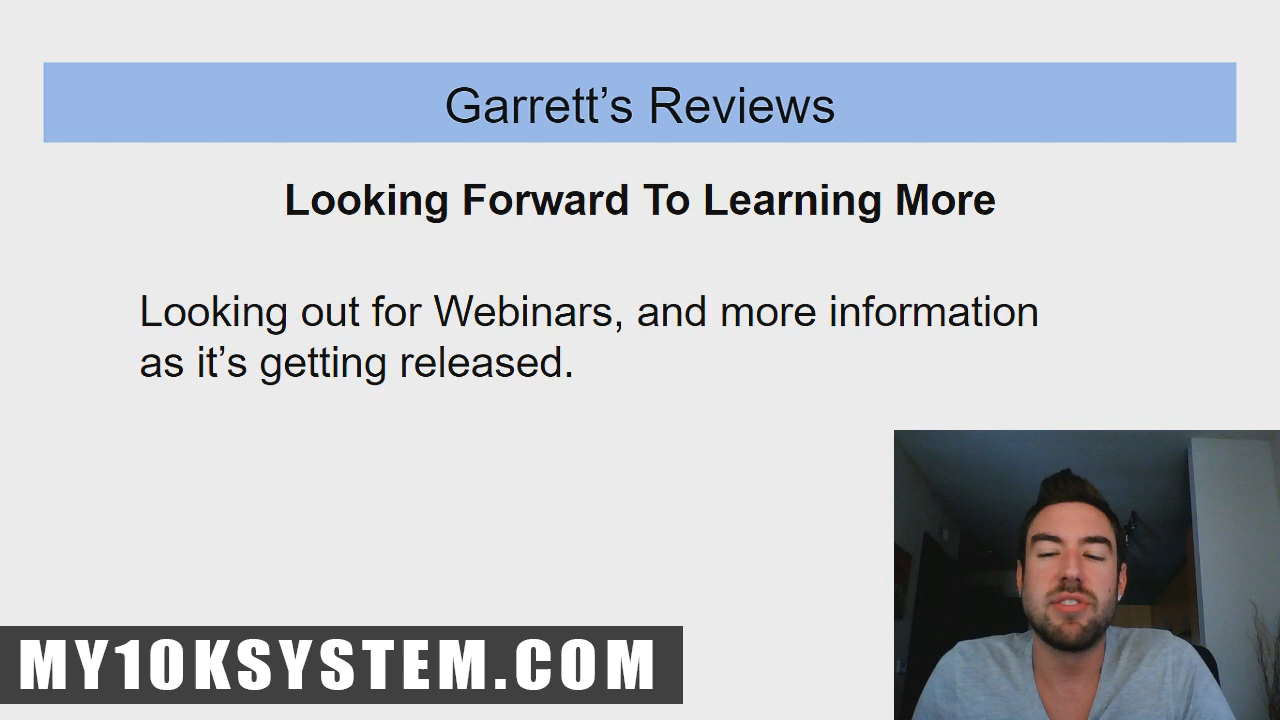 Garrett’s Reviews
Looking Forward To Learning More
Looking out for Webinars, and more information
as it’s getting released.
MY10KSYSTEM.COM